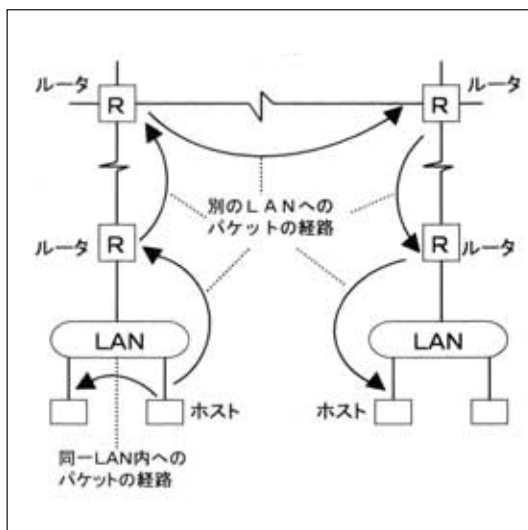 ルータ
R
R
ルータ
別のLANへの
パケットの経路
ルータ
R
R
ルータ
LAN
LAN
ホスト
ホスト
同一LAN内への
パケットの経路